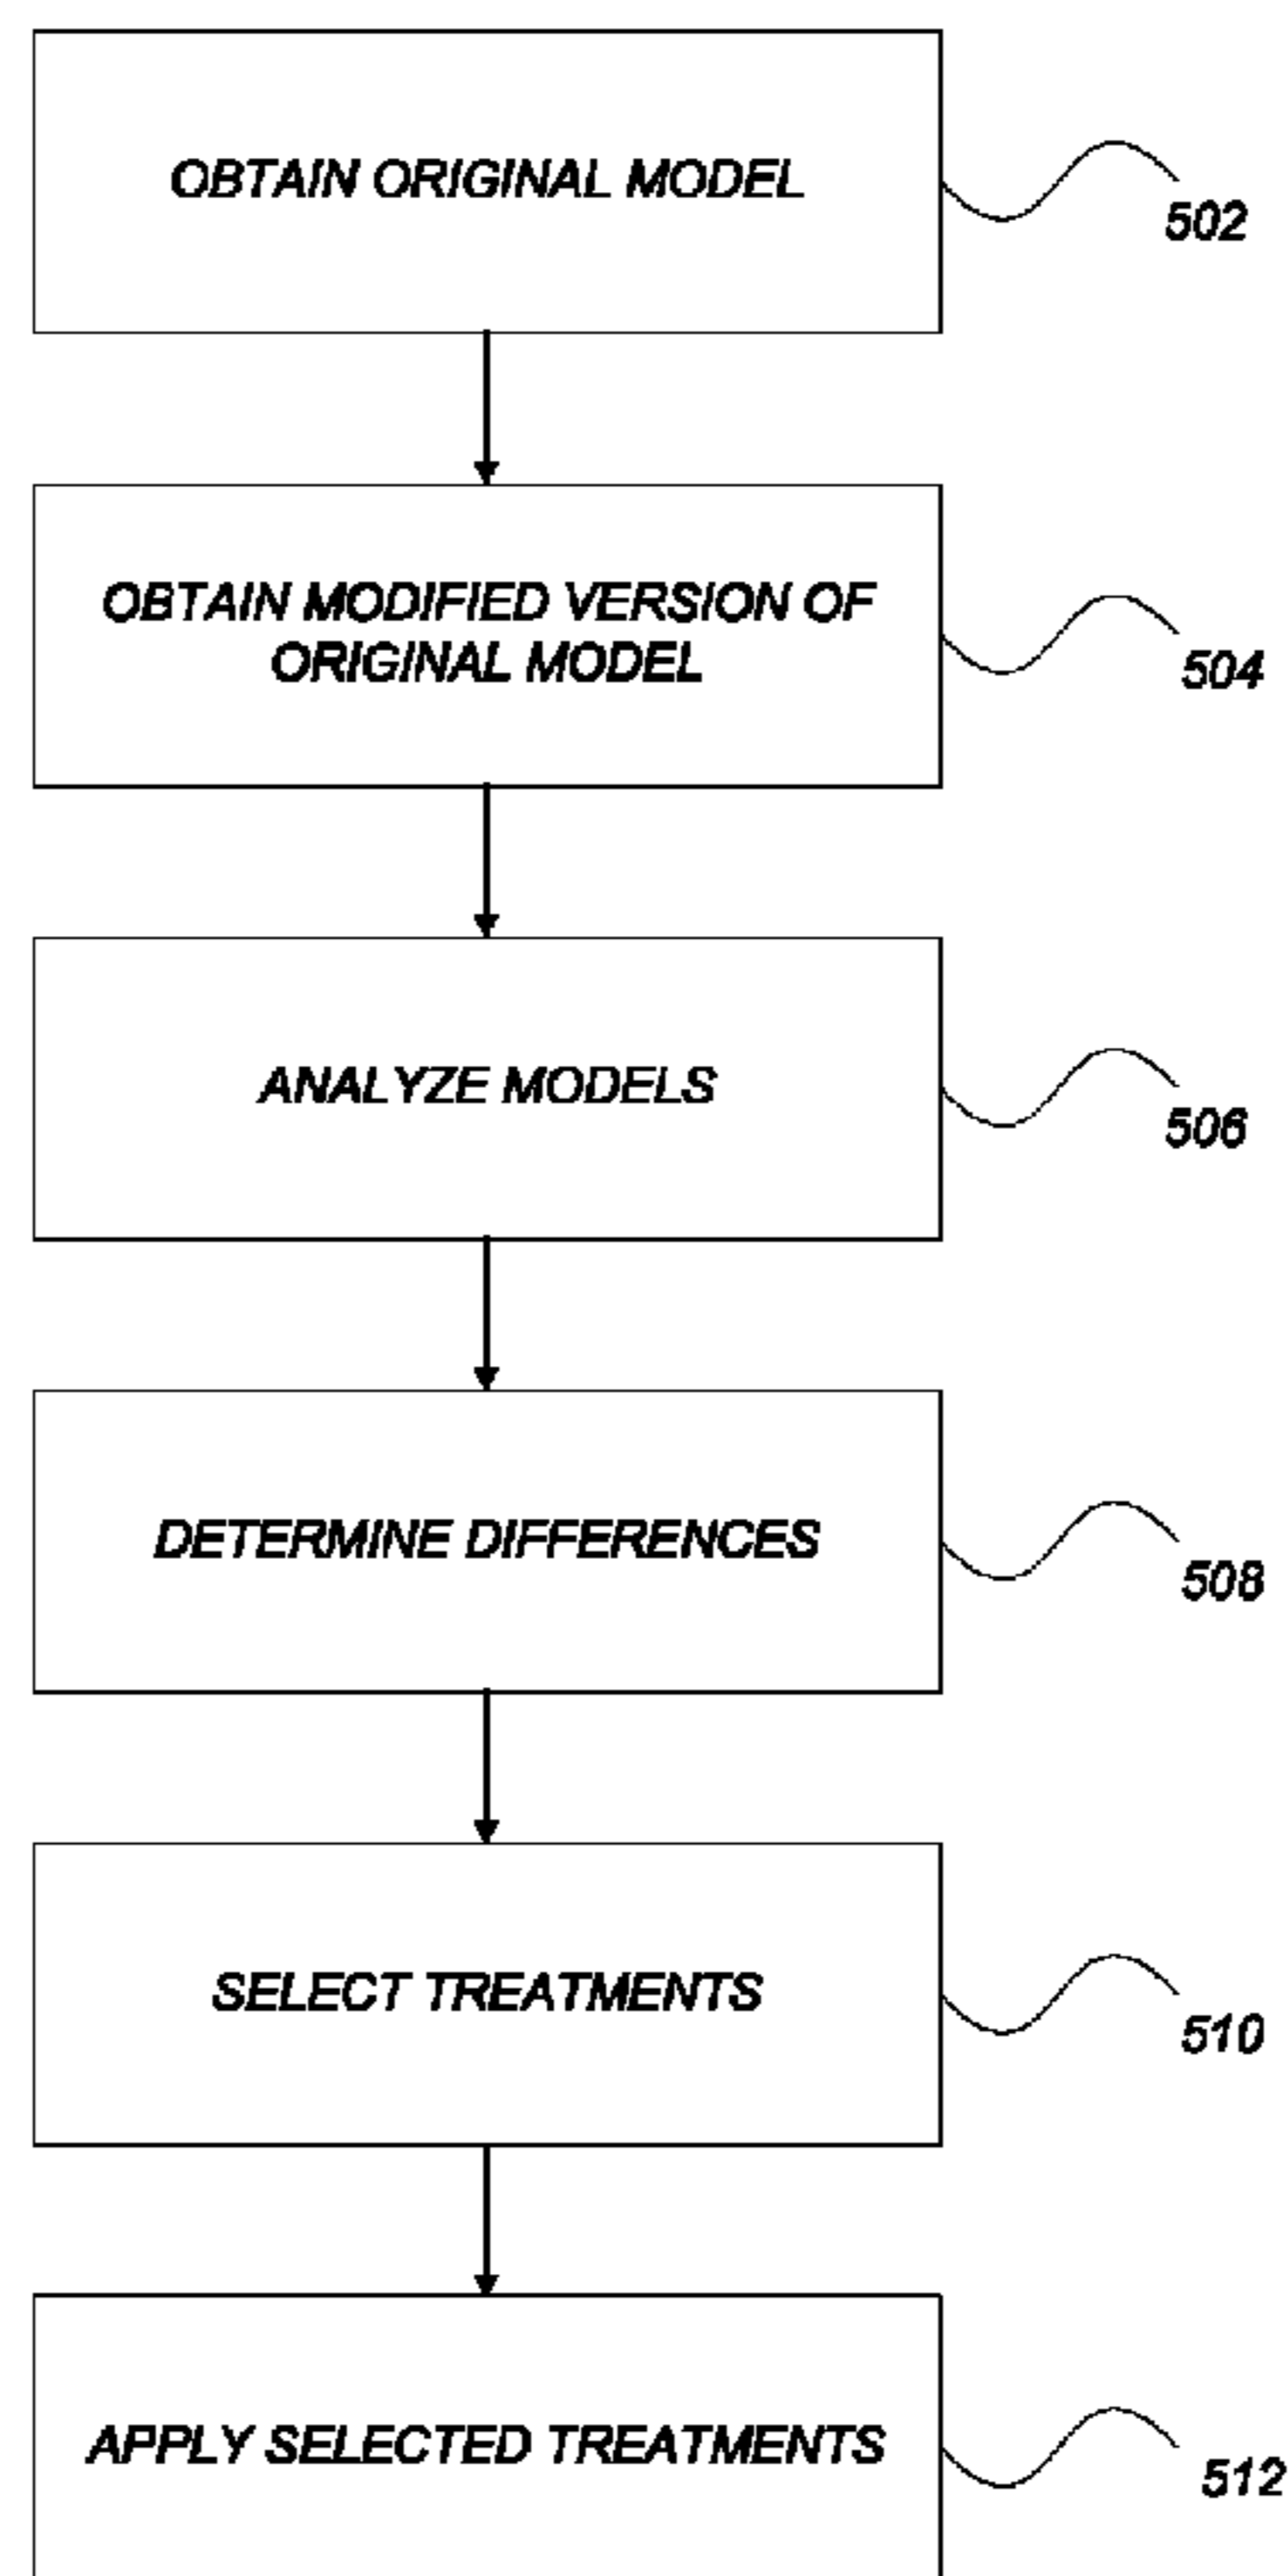 OBTAIN ORIGINAL MODEL
502
OBTAIN MODIFIED VERSION OF
ORIGINAL MODEL
504
ANALYZE MODELS
506
DETERMINE DIFFERENCES
508
SELECT TREATMENTS
510
APPLY SELECTED TREATMENTS
512